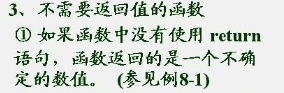 3、不需要返回值的函数
① 如果函数中没有使用 return
语句，函数返回的是一个不确
定的数值。 (参见例8-1)